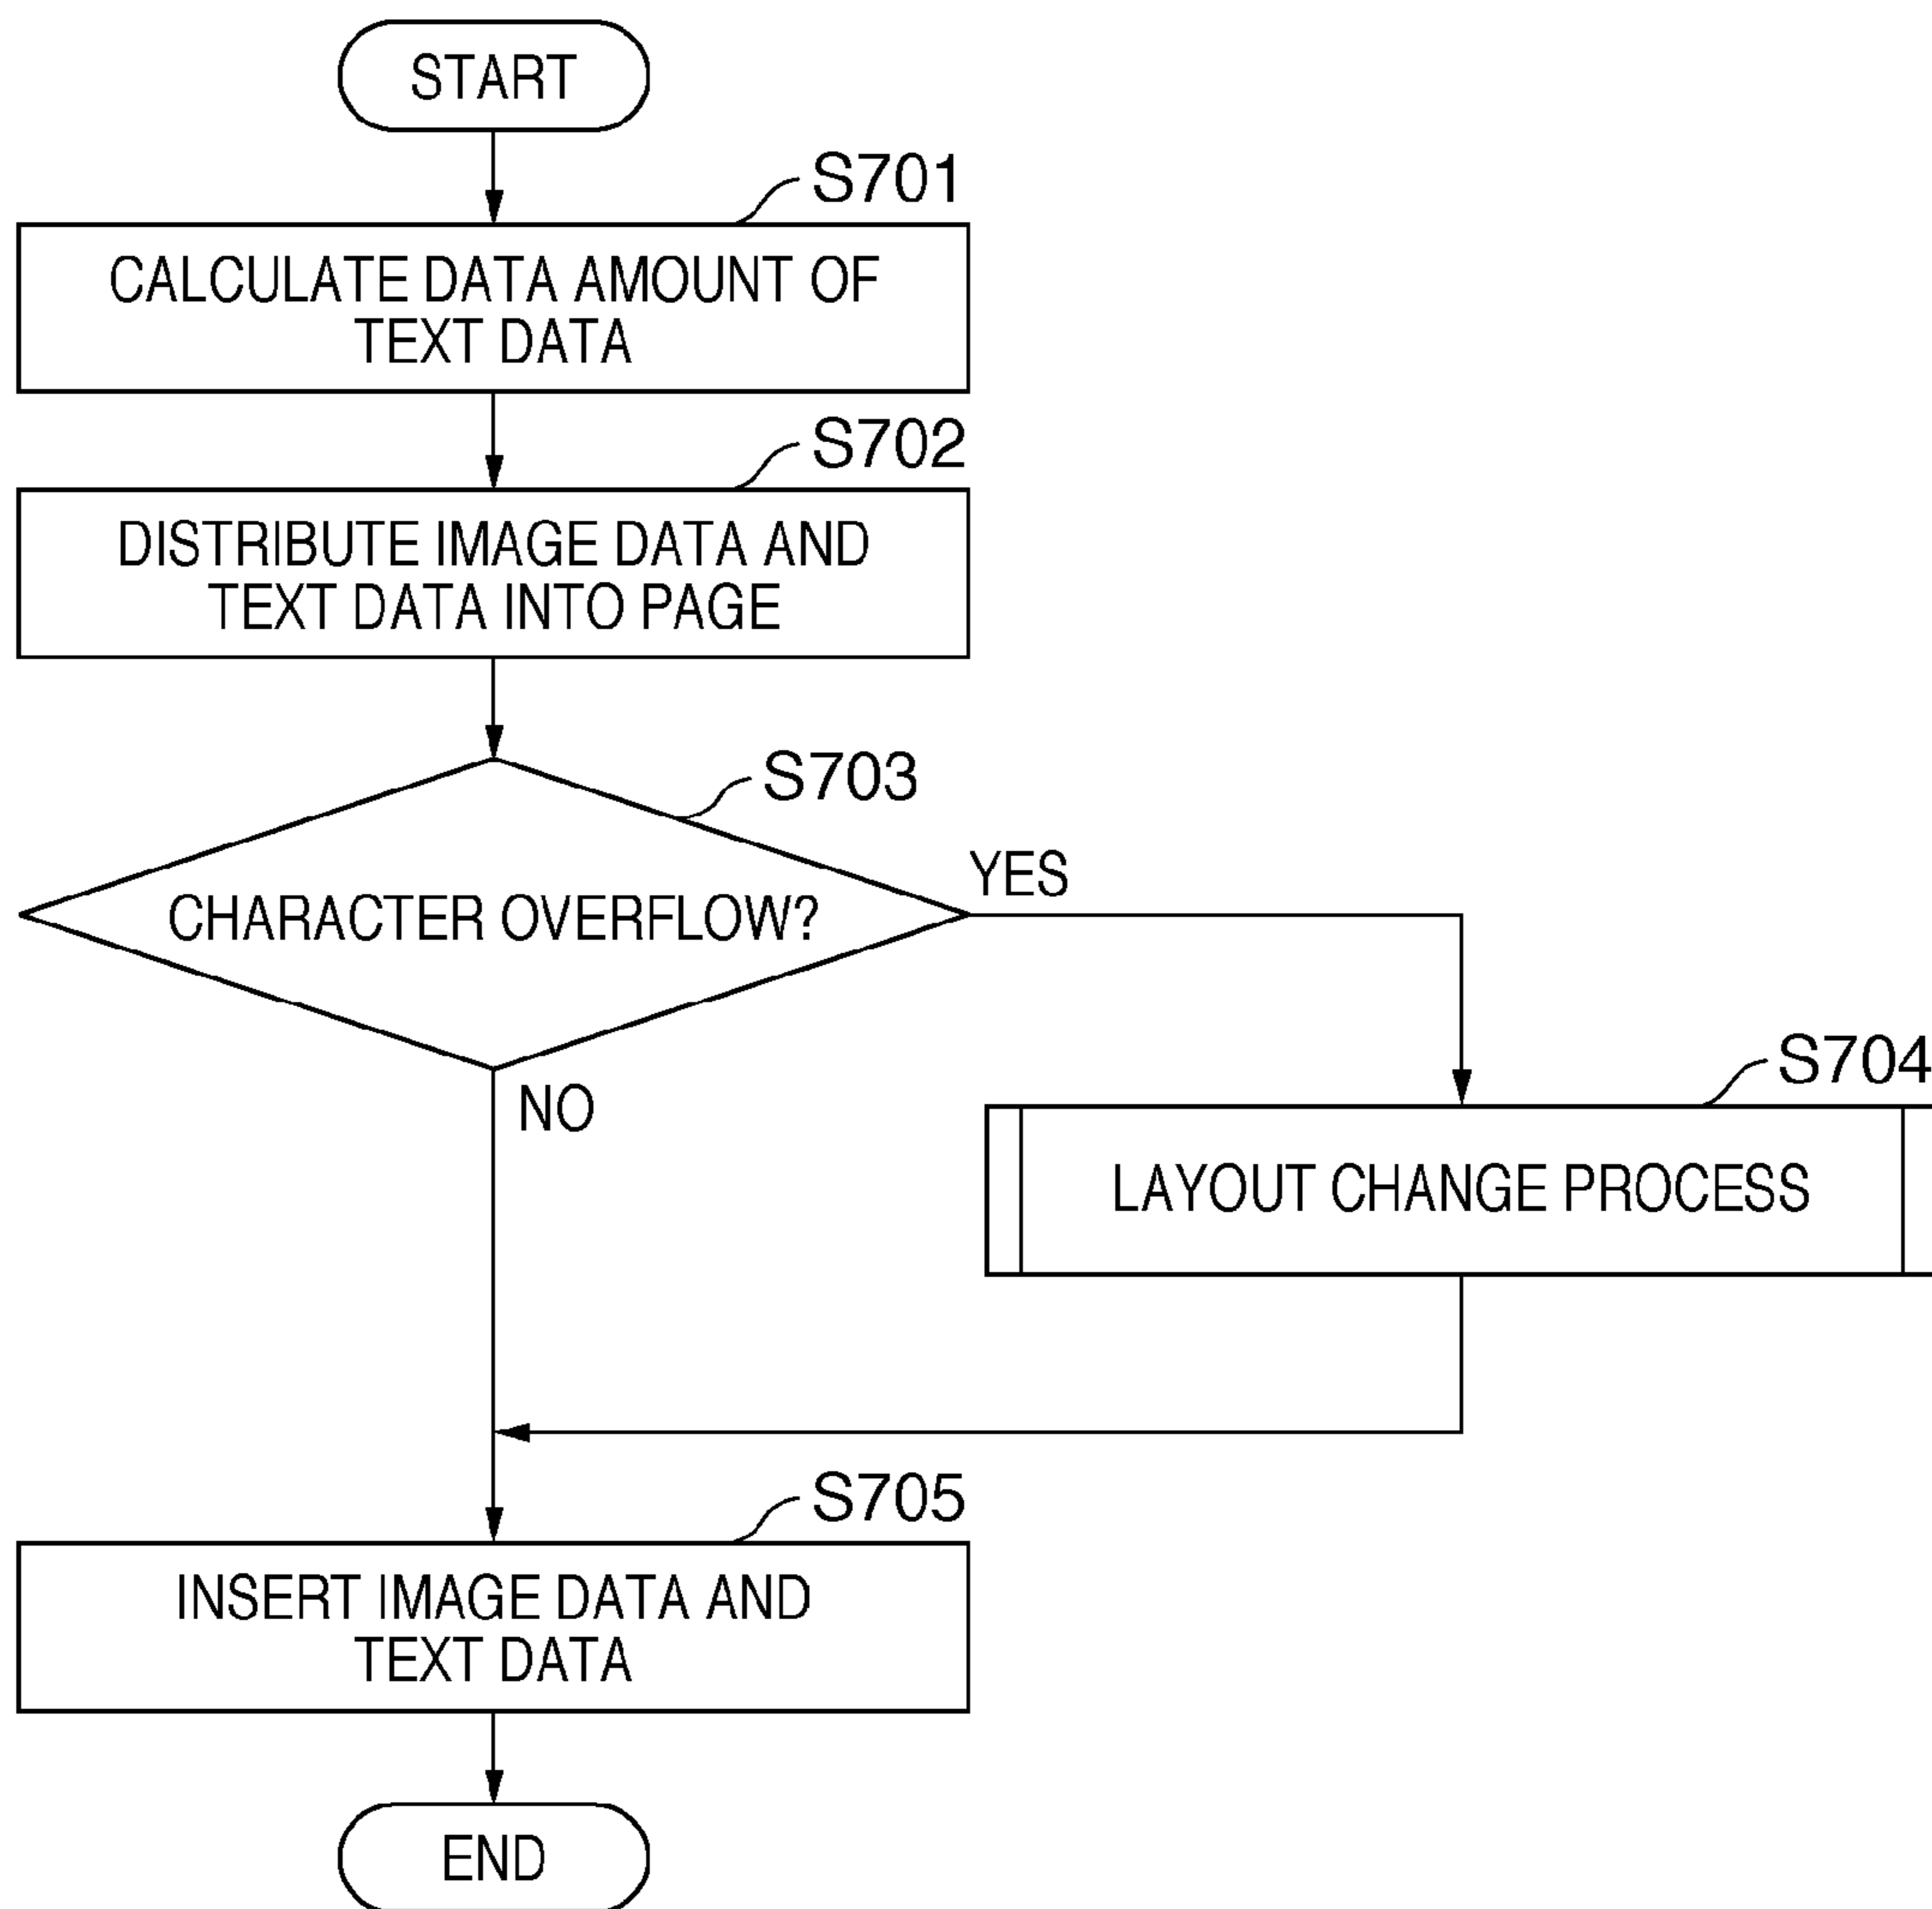 START
S701
CALCULATE DATA AMOUNT OF
TEXT DATA
S702
DISTRIBUTE IMAGE DATA AND
TEXT DATA INTO PAGE
S703
CHARACTER OVERFLOW?
YES
NO
S704
LAYOUT CHANGE PROCESS
S705
INSERT IMAGE DATA AND
TEXT DATA
END